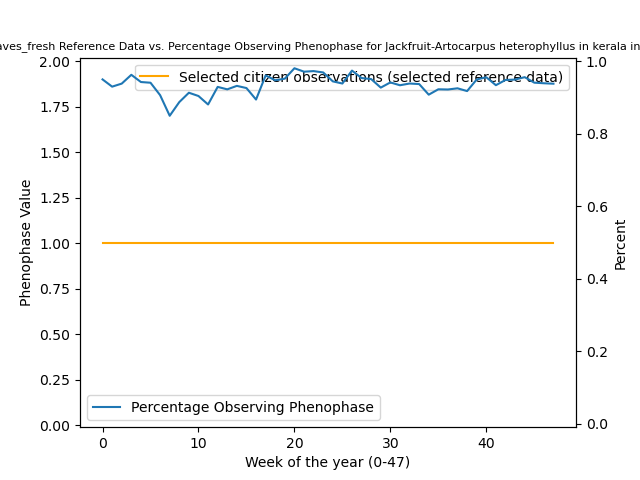 aves_fresh Reference Data vs. Percentage Observing Phenophase for Jackfruit-Artocarpus heterophyllus in kerala in
Selected citizen observations (selected reference data)
Percentage Observing Phenophase
Phenophase Value
2.00
1.75
1.50
1.25
1.00
0.75
0.50
0.25
0.00
1.0
0.8
0.6
0.4
0.2
0.0
Percent
0 10 20 30 40
Week of the year (0-47)